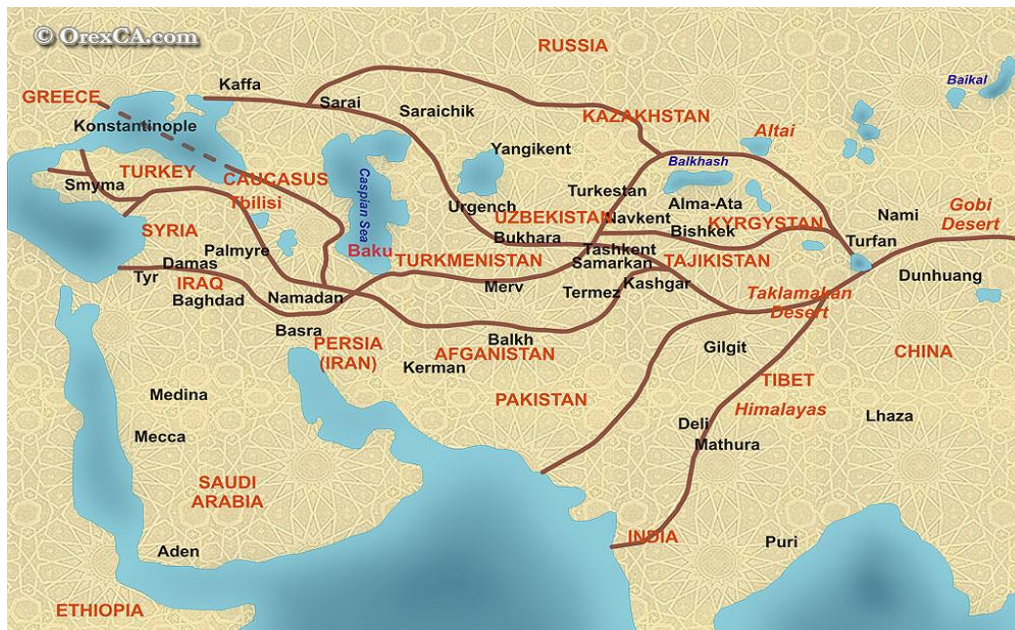 © OrexCA.com
RUSSIA
Baikal
Kaffa
GREECE
Sarai
Saraichik
KAZAKHSTAN
Konstantinople
Altai
Yangikent
Balkhash
TURKEY
CAUCASUS
Smyma
Caspian Sea
Turkestan
Tbilisi
Urgench
UZBEKISTAN
Navkent
Alma-Ata
KYRGYSTAN
Nami
Gobi
Desert
SYRIA
Bukhara
Bishkek
Turfan
Palmyre
Baku
TURKMENISTAN
Tashkent
Samarkan
TAJIKISTAN
Damas
Tyr
IRAQ
Baghdad
Namadan
Merv
Termez
Kashgar
Dunhuang
Taklamakan
Desert
Basra
PERSIA
(IRAN)
Balkh
AFGANISTAN
Kerman
Gilgit
CHINA
TIBET
Medina
PAKISTAN
Himalayas
Lhaza
Deli
Mecca
Mathura
SAUDI
ARABIA
INDIA
Puri
Aden
ETHIOPIA